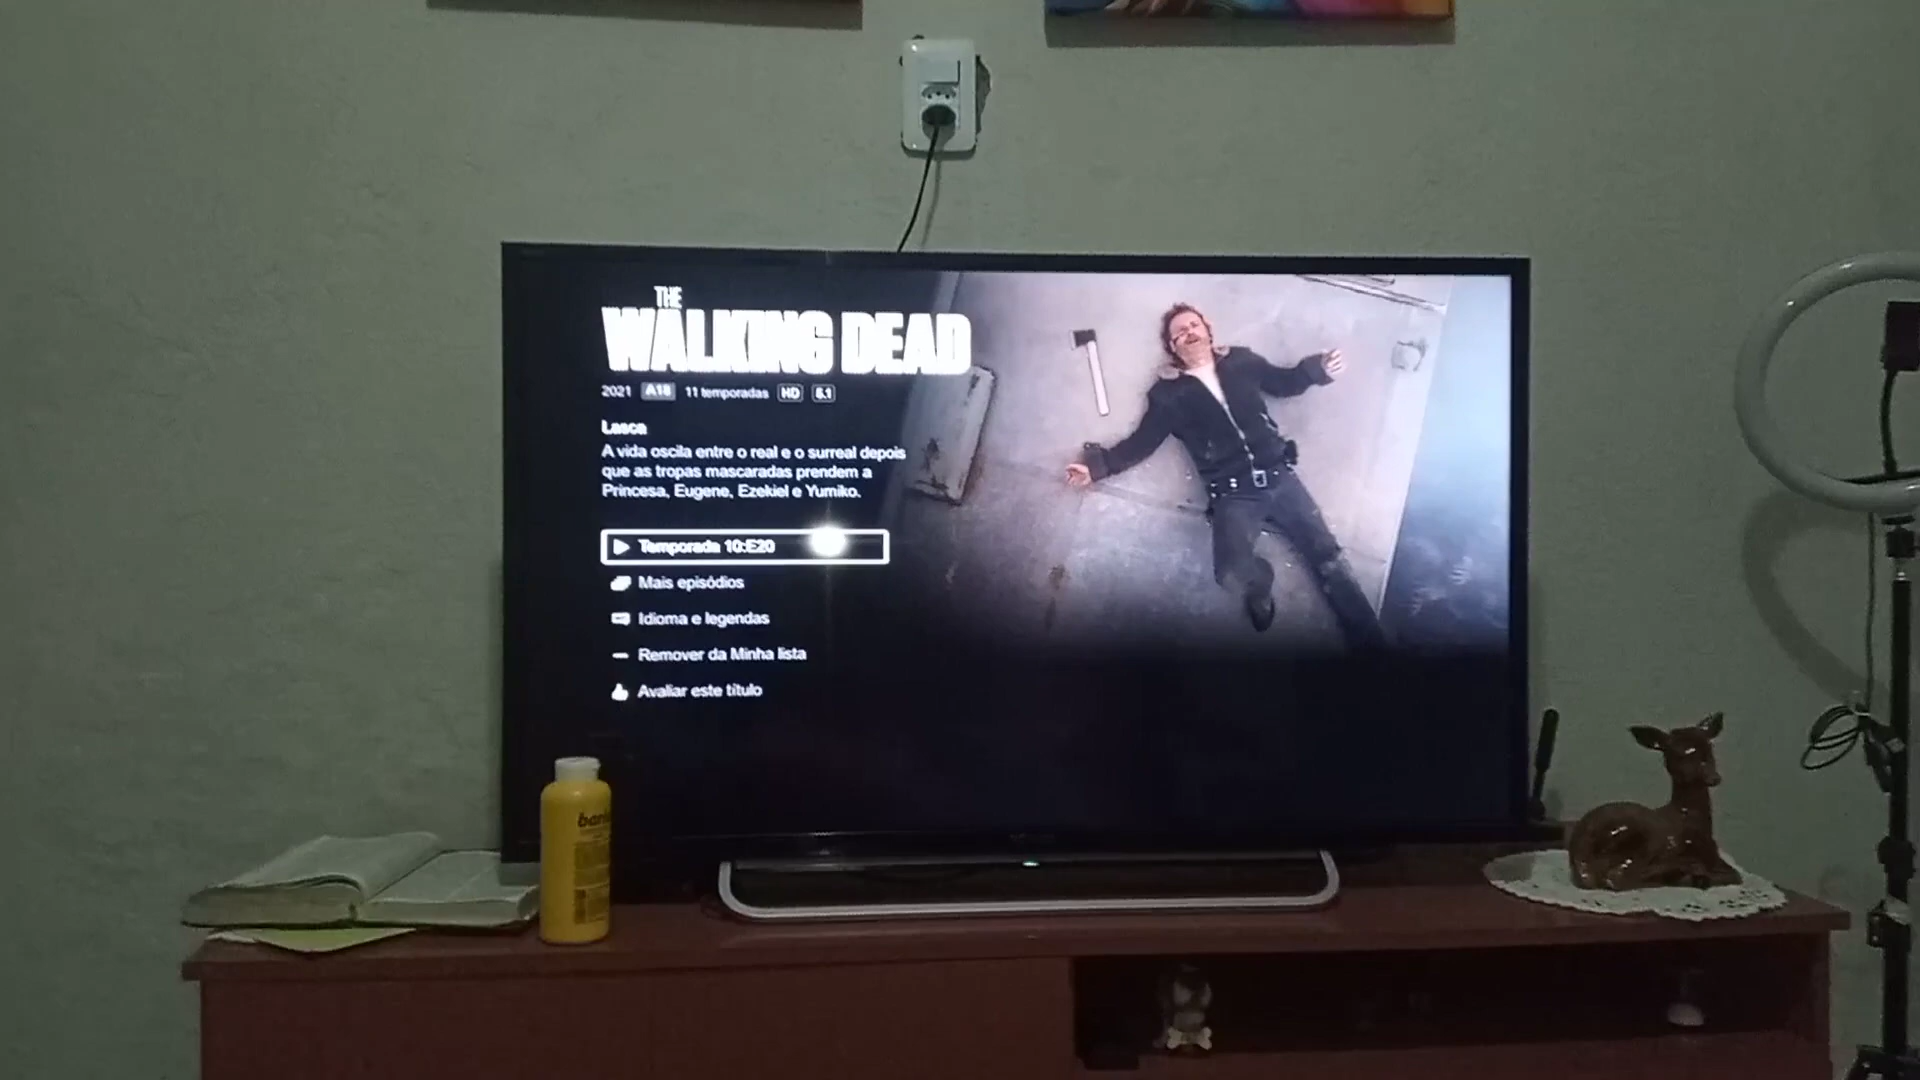 THE
WALKING DEAD
2021 A18 11 temporadas HD 5.1
Lasca
A vida oscila entre o real e o surreal depois
que as tropas mascaradas prendem a
Princesa, Eugene, Ezekiel e Yumiko.
Temporada 10:E20
Mais episódios
Idioma e legendas
Remover da Minha lista
Avaliar este título